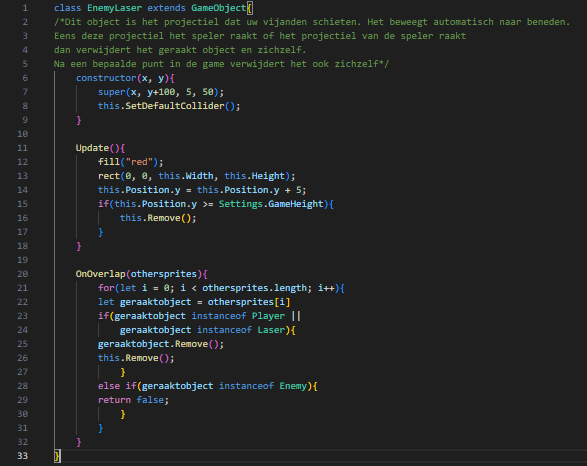 1 class EnemyLaser extends GameObject{
2 /*Dit object is het projectiel dat uw vijanden schieten. Het beweegt automatisch naar beneden.
3 Eens deze projectiel het speler raakt of het projectiel van de speler raakt
4 dan verwijdert het geraakt object en zichzelf.
5 Na een bepaalde punt in de game verwijdert het ook zichzelf*/
6 constructor(x, y){
7 super(x, y+100, 5, 50);
8 this.SetDefaultCollider();
9 }
10
11 Update(){
12 fill("red");
13 rect(0, 0, this.Width, this.Height);
14 this.Position.y = this.Position.y + 5;
15 if(this.Position.y >= Settings.GameHeight){
16 this.Remove();
17 }
18 }
19
20 OnOverlap(othersprites){
21 for(let i = 0; i < othersprites.length; i++){
22 let geraaktobject = othersprites[i]
23 if(geraaktobject instanceof Player ||
24 geraaktobject instanceof Laser){
25 geraaktobject.Remove();
26 this.Remove();
27 }
28 else if(geraaktobject instanceof Enemy){
29 return false;
30 }
31 }
32 }
33 }